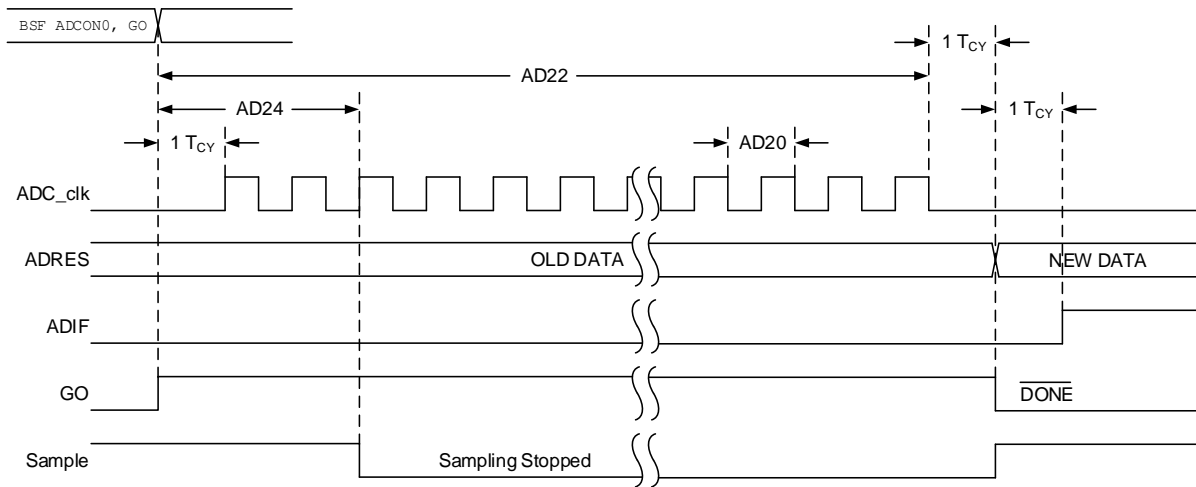 BSF ADCON0, GO
1 TCY
AD22
1 TCY
AD24
1 TCY
AD20
ADC_clk
ADRES
OLD DATA
NEW DATA
ADIF
GO
DONE
Sample
Sampling Stopped